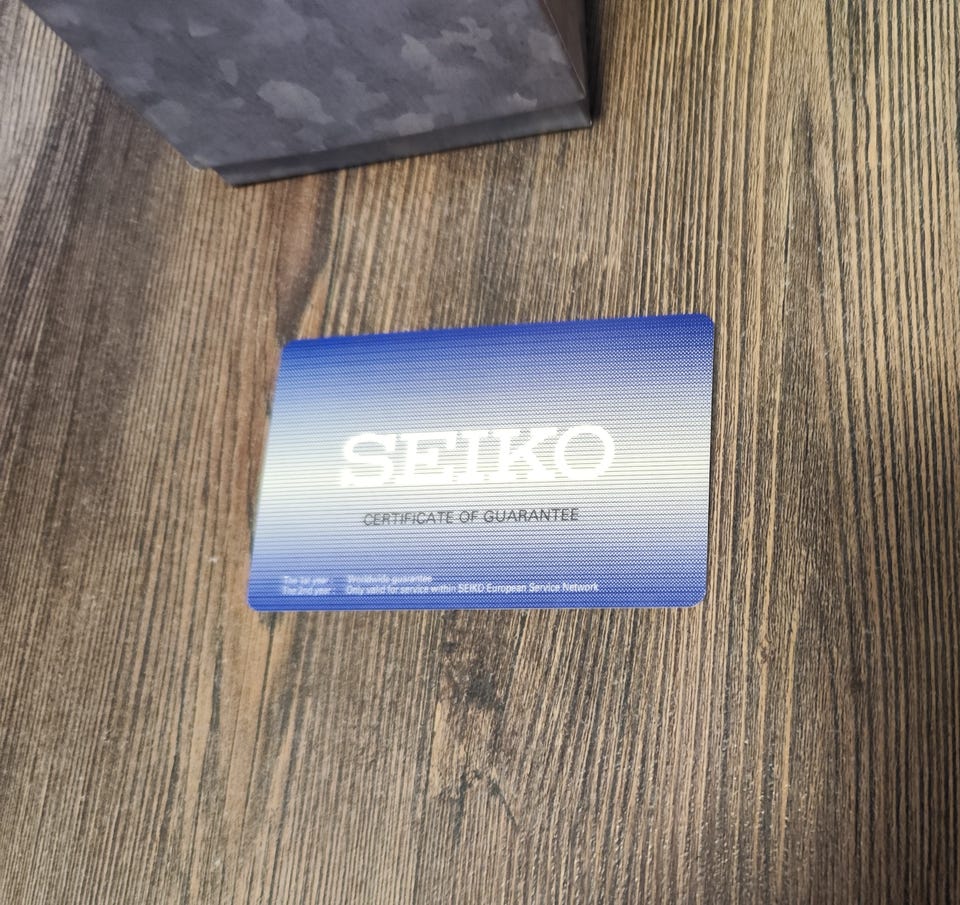 SEIKO
CERTIFICATE OF GUARANTEE
The 1st year: Worldwide guarantee
The 2nd year: Only valid for service within SEIKO European Service Network